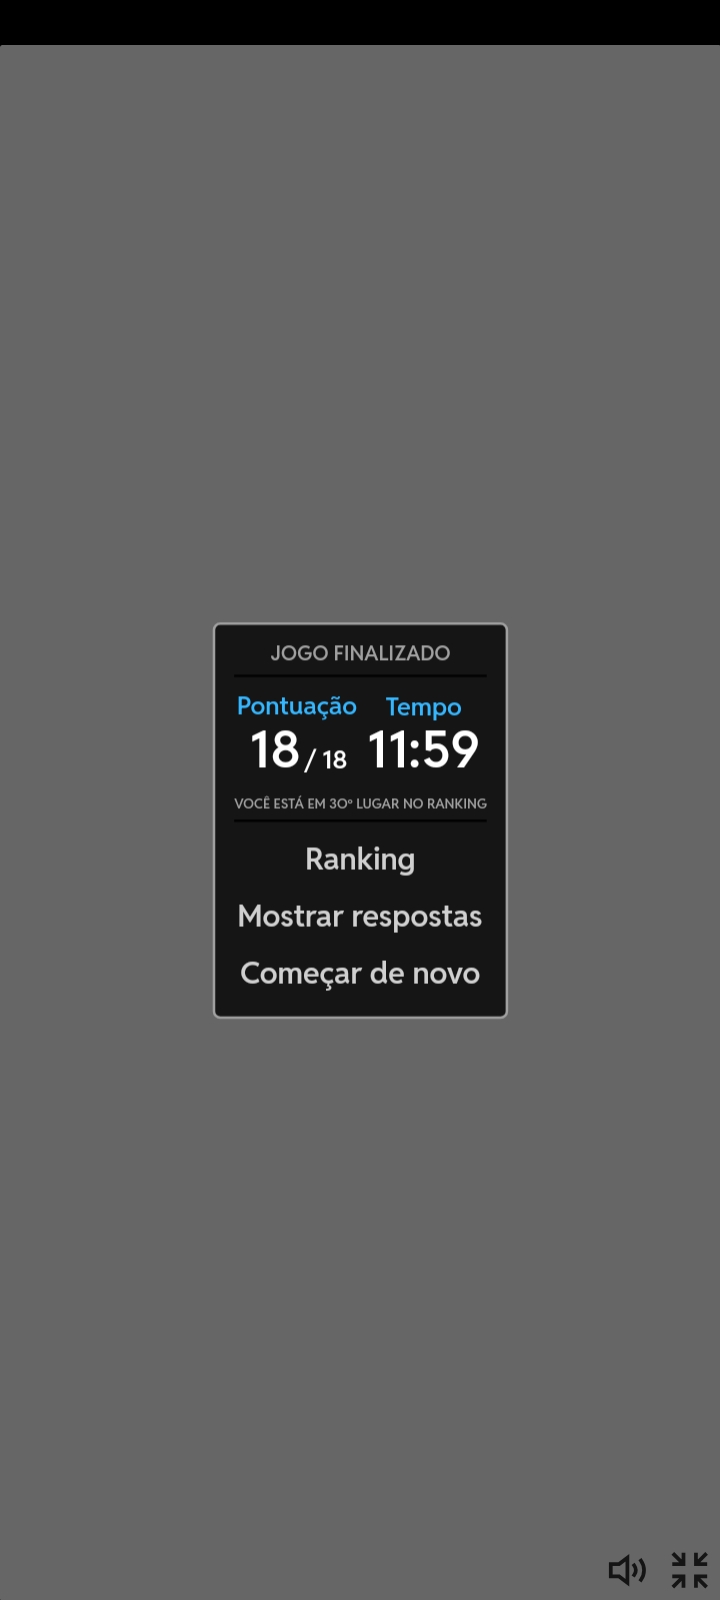 JOGO FINALIZADO
Pontuação Tempo
18 / 18 11:59
VOCÊ ESTÁ EM 30º LUGAR NO RANKING
Ranking
Mostrar respostas
Começar de novo